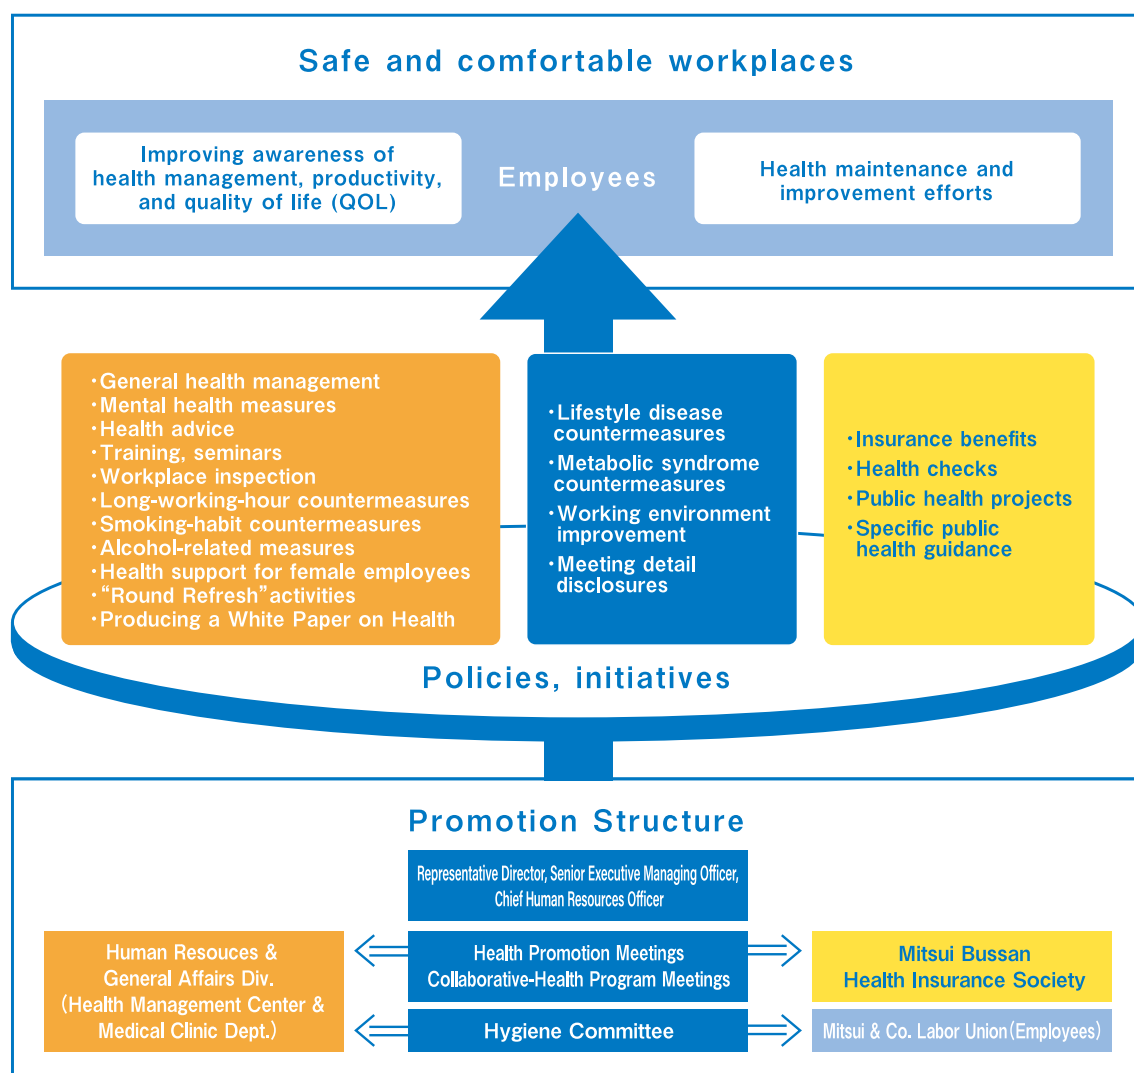 Safe and comfortable workplaces
Improving awareness of
health management, productivity,
and quality of life (QOL)
Employees
Health maintenance and
improvement efforts
・General health management
・Mental health measures
・Health advice
・Training, seminars
・Workplace inspection
・Long-working-hour countermeasures
・Smoking-habit countermeasures
・Alcohol-related measures
・Health support for female employees
・“Round Refresh”activities
・Producing a White Paper on Health
・Lifestyle disease
countermeasures
・Metabolic syndrome
countermeasures
・Working environment
improvement
・Meeting detail
disclosures
・Insurance benefits
・Health checks
・Public health projects
・Specific public
health guidance
Policies, initiatives
Promotion Structure
Representative Director, Senior Executive Managing Officer,
Chief Human Resources Officer
Human Resouces &
General Affairs Div.
(Health Management Center &
Medical Clinic Dept.)
Health Promotion Meetings
Collaborative-Health Program Meetings
Mitsui Bussan
Health Insurance Society
Hygiene Committee
Mitsui & Co. Labor Union(Employees)